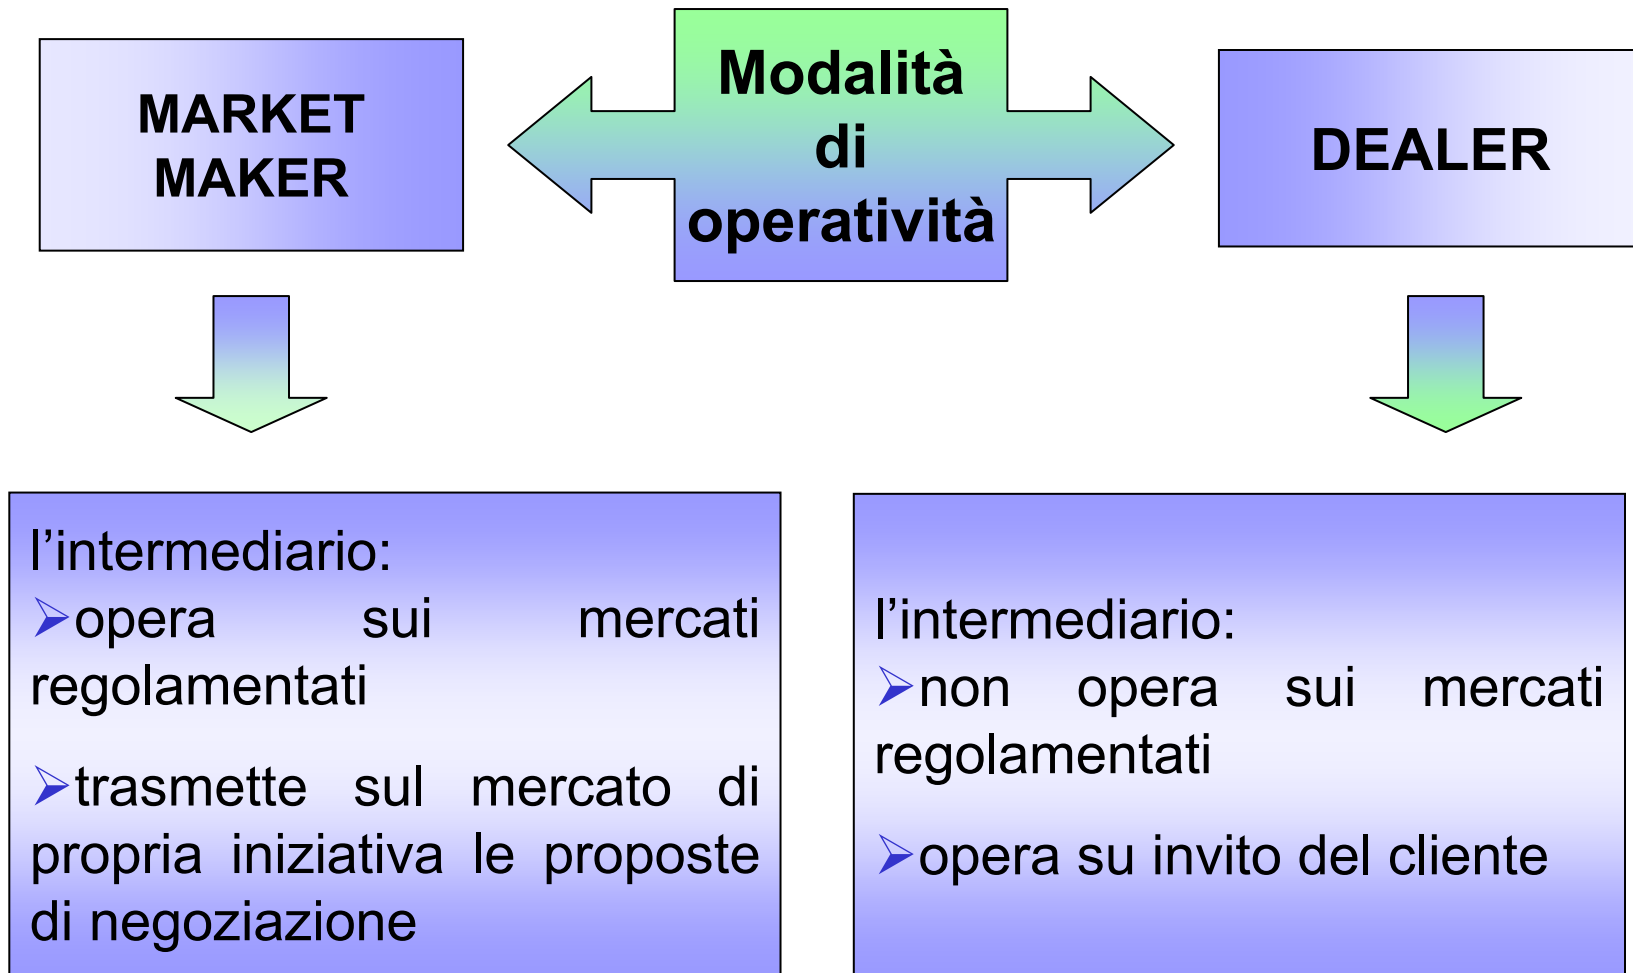 MARKET
MAKER
Modalità
di
operatività
DEALER
l’intermediario:
➢opera sui mercati
regolamentati
➢trasmette sul mercato di
propria iniziativa le proposte
di negoziazione
l’intermediario:
➢non opera sui mercati
regolamentati
➢opera su invito del cliente